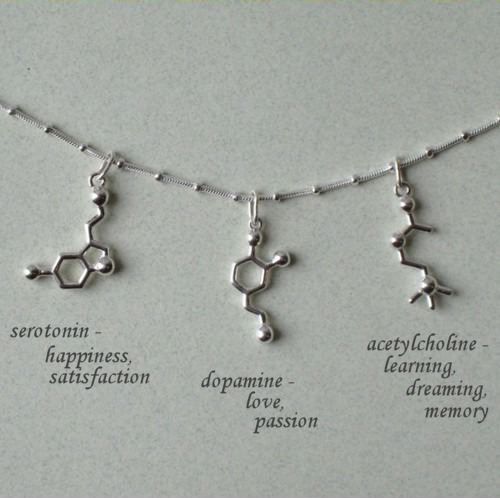 serotonin -
happiness,
satisfaction
dopamine -
love,
passion
acetylcholine -
learning,
dreaming,
memory